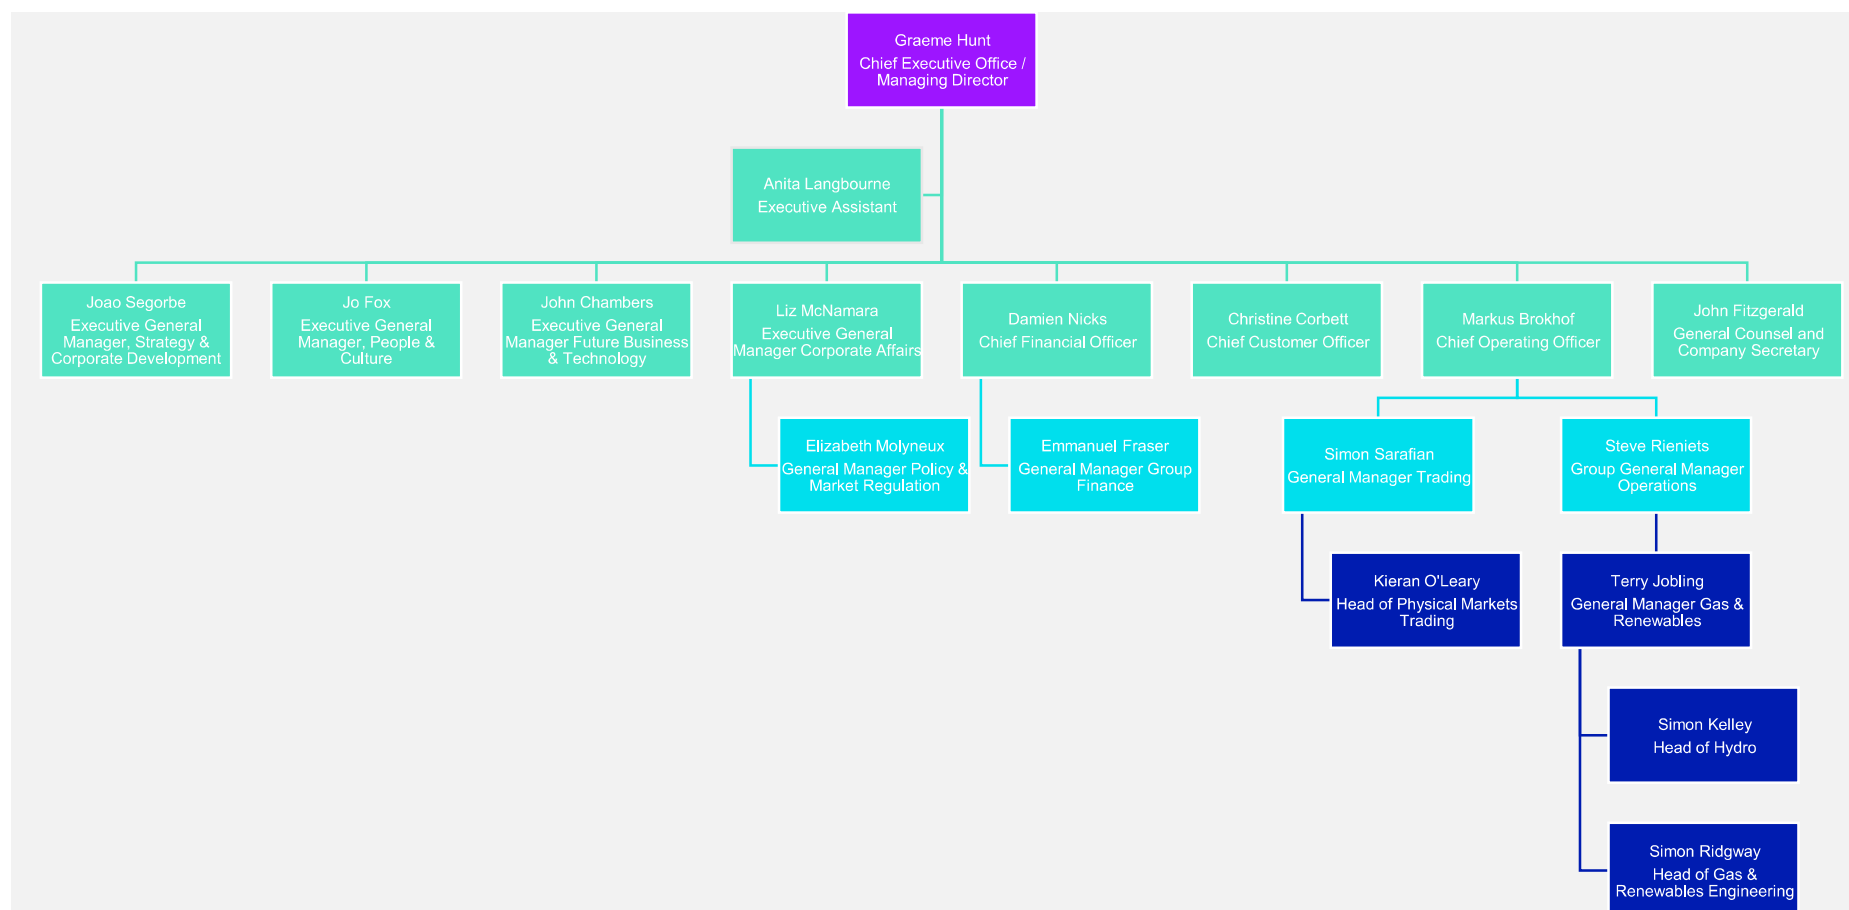 Graeme Hunt
Chief Executive Office /
Managing Director
Anita Langbourne
Executive Assistant
Joao Segorbe
Executive General
Manager, Strategy &
Corporate Development
Jo Fox
Executive General
Manager, People &
Culture
John Chambers
Executive General
Manager Future Business
& Technology
Liz McNamara
Executive General
Manager Corporate Affairs
Damien Nicks
Chief Financial Officer
Christine Corbett
Chief Customer Officer
Markus Brokhof
Chief Operating Officer
John Fitzgerald
General Counsel and
Company Secretary
Elizabeth Molyneux
General Manager Policy &
Market Regulation
Emmanuel Fraser
General Manager Group
Finance
Simon Sarafian
General Manager Trading
Steve Rieniets
Group General Manager
Operations
Kieran O'Leary
Head of Physical Markets
Trading
Terry Jobling
General Manager Gas &
Renewables
Simon Kelley
Head of Hydro
Simon Ridgway
Head of Gas &
Renewables Engineering